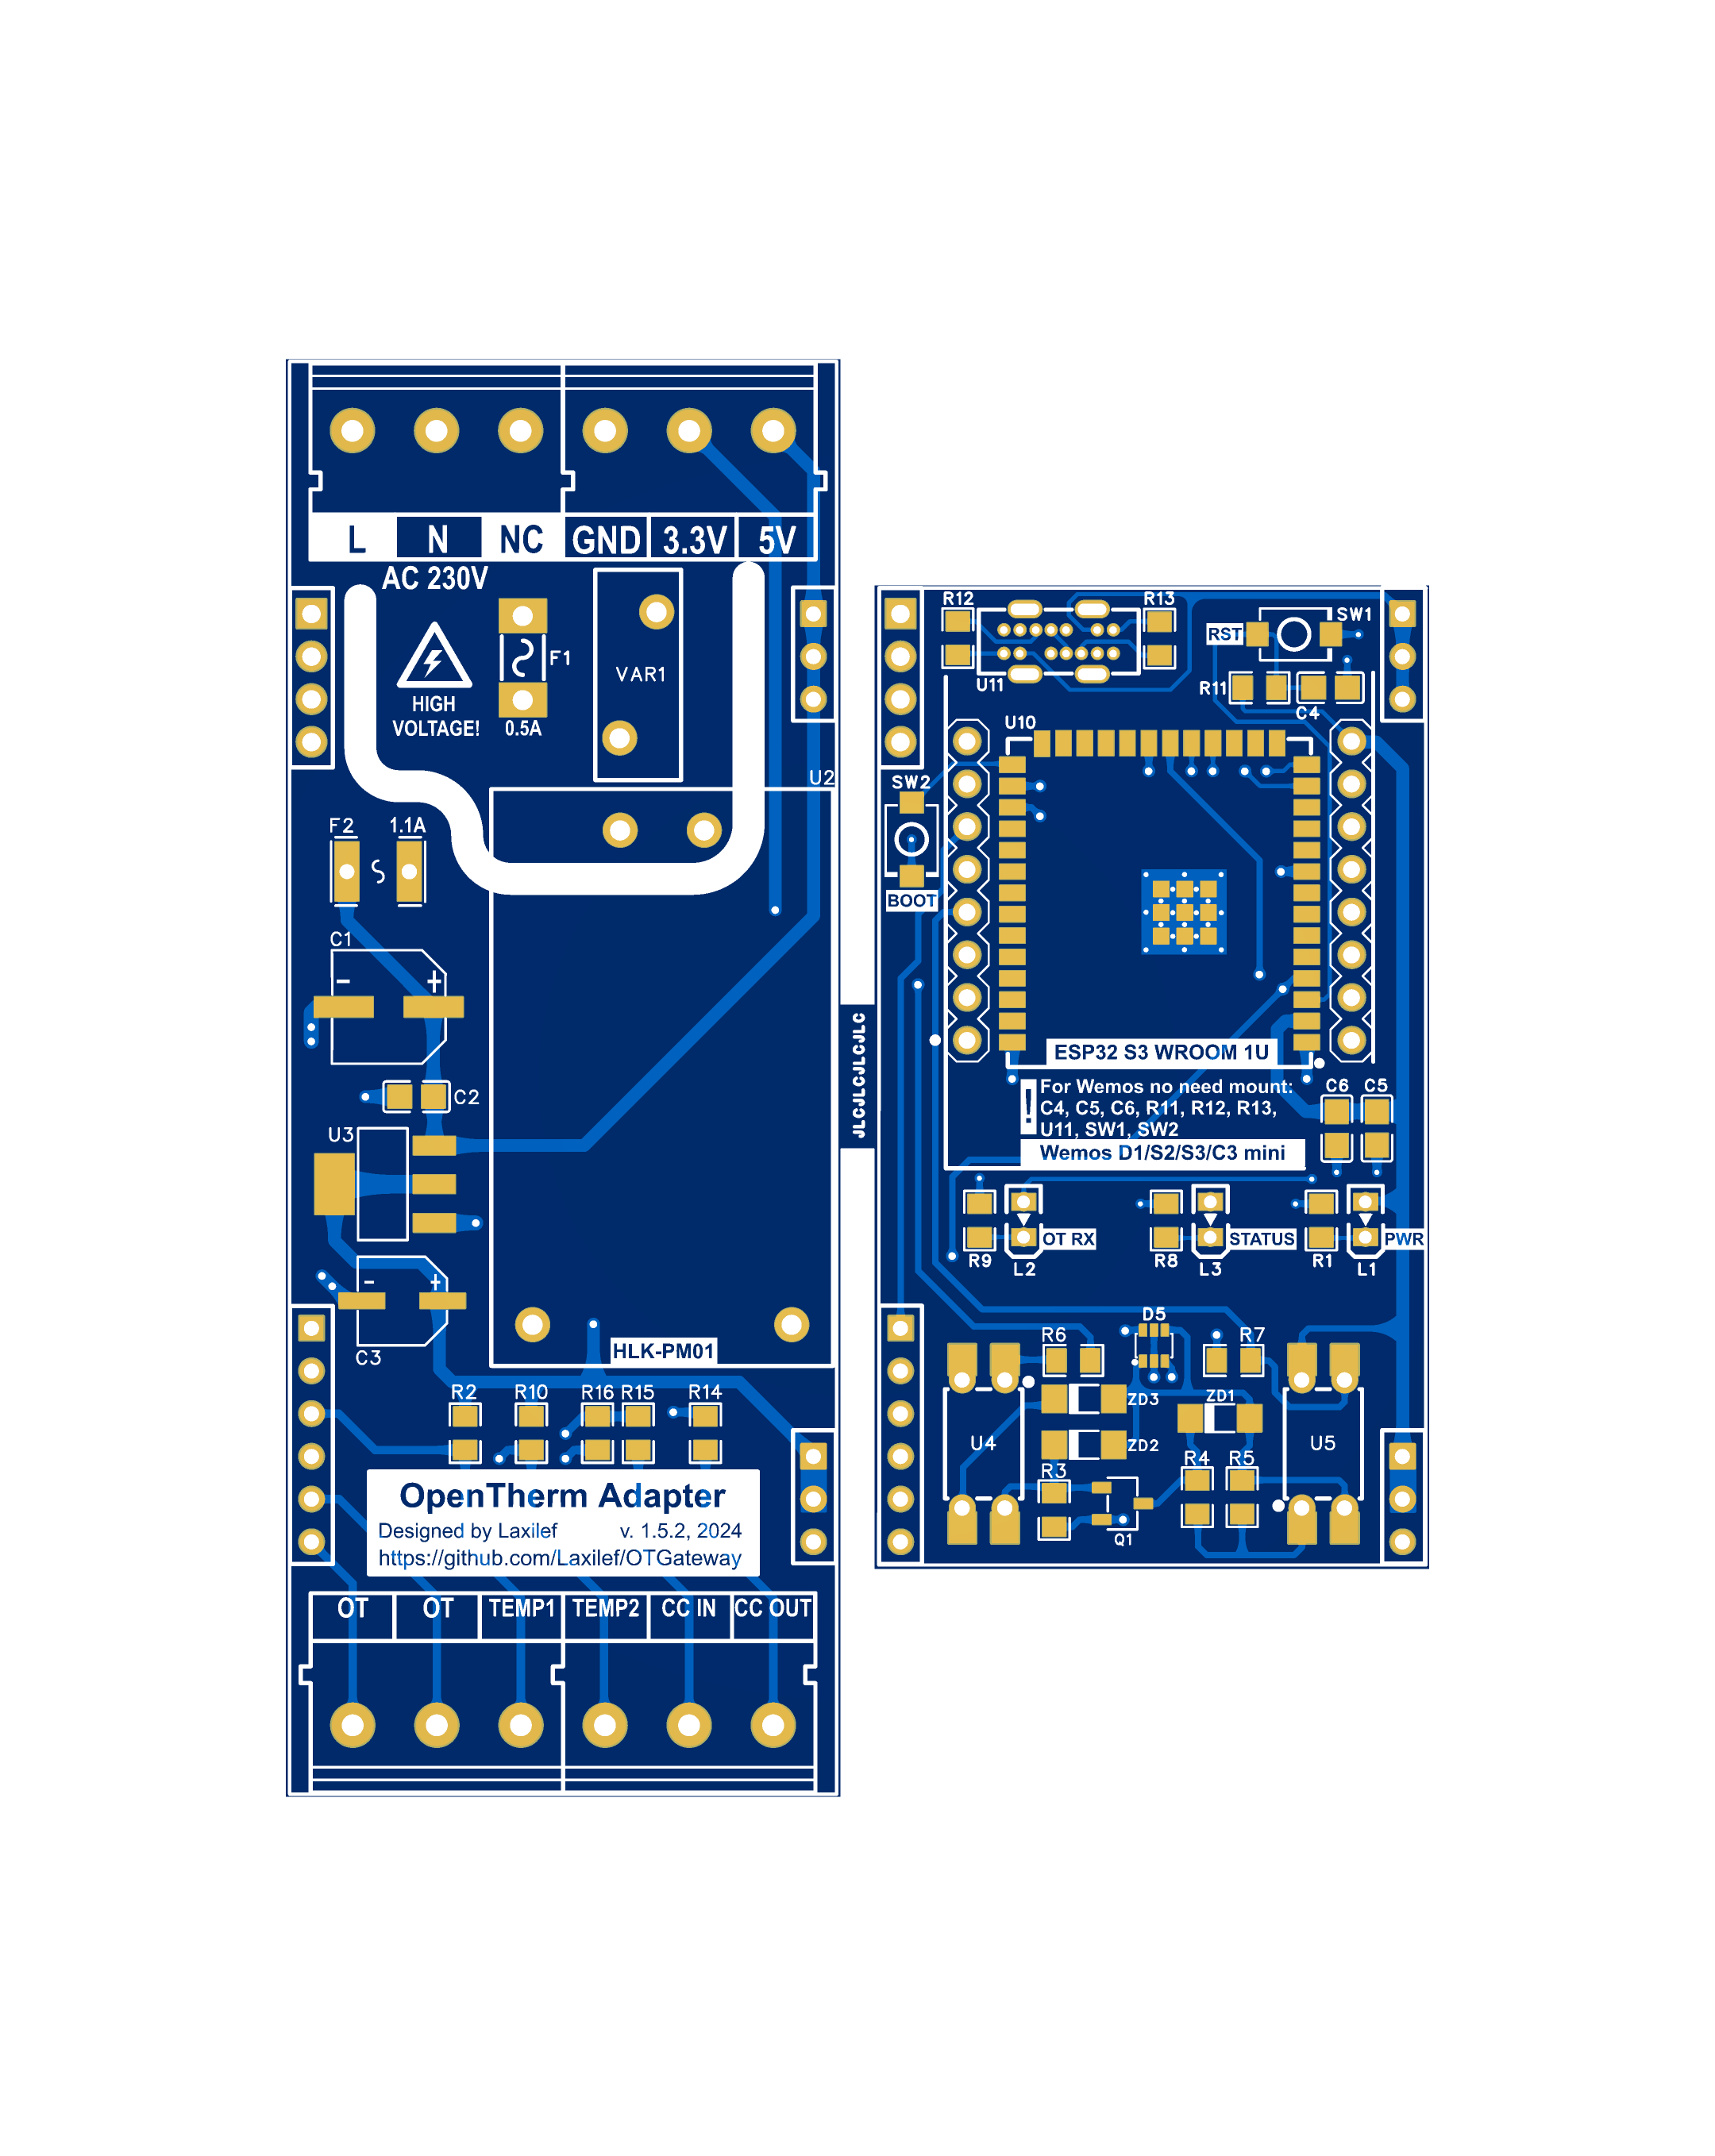 L N NC GND 3.3V 5V
AC 230V
HIGH
VOLTAGE!
F1
0.5A
VAR1
U2
F2 1.1A
C1
- +
C2
U3
- +
C3
HLK-PM01
R2 R10 R16 R15 R14
OpenTherm Adapter
Designed by Laxilef v. 1.5.2, 2024
https://github.com/Laxilef/OTGateway
OT OT TEMP1 TEMP2 CC IN CC OUT
JLCJLCJLCJLC
R12 R13
U11
RST SW1
R11 C4
U10
SW2
BOOT
ESP32 S3 WROOM 1U
! For Wemos no need mount:
C4, C5, C6, R11, R12, R13,
U11, SW1, SW2
Wemos D1/S2/S3/C3 mini
C6 C5
OT RX STATUS PWR
R9 L2 R8 L3 R1 L1
D5
R6 R7
ZD3 ZD1
U4 ZD2 U5
R3 R4 R5
Q1